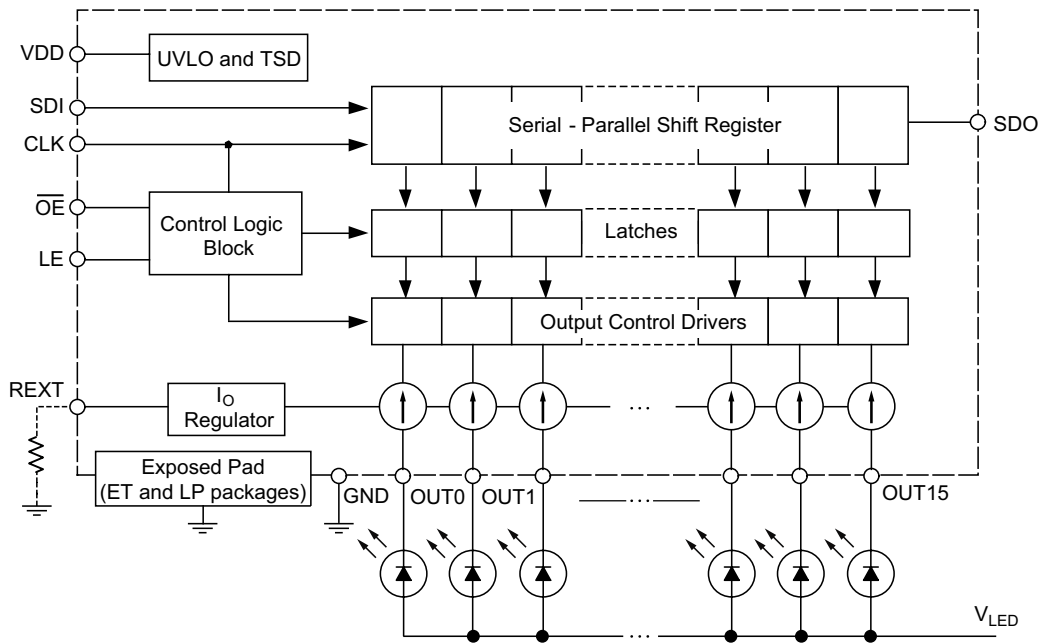 VDD
UVLO and TSD
SDI
Serial - Parallel Shift Register
SDO
CLK
OE
Control Logic
Block
Latches
LE
Output Control Drivers
REXT
IO
Regulator
...
Exposed Pad
(ET and LP packages)
GND
OUT0
OUT1
...
OUT15
...
VLED